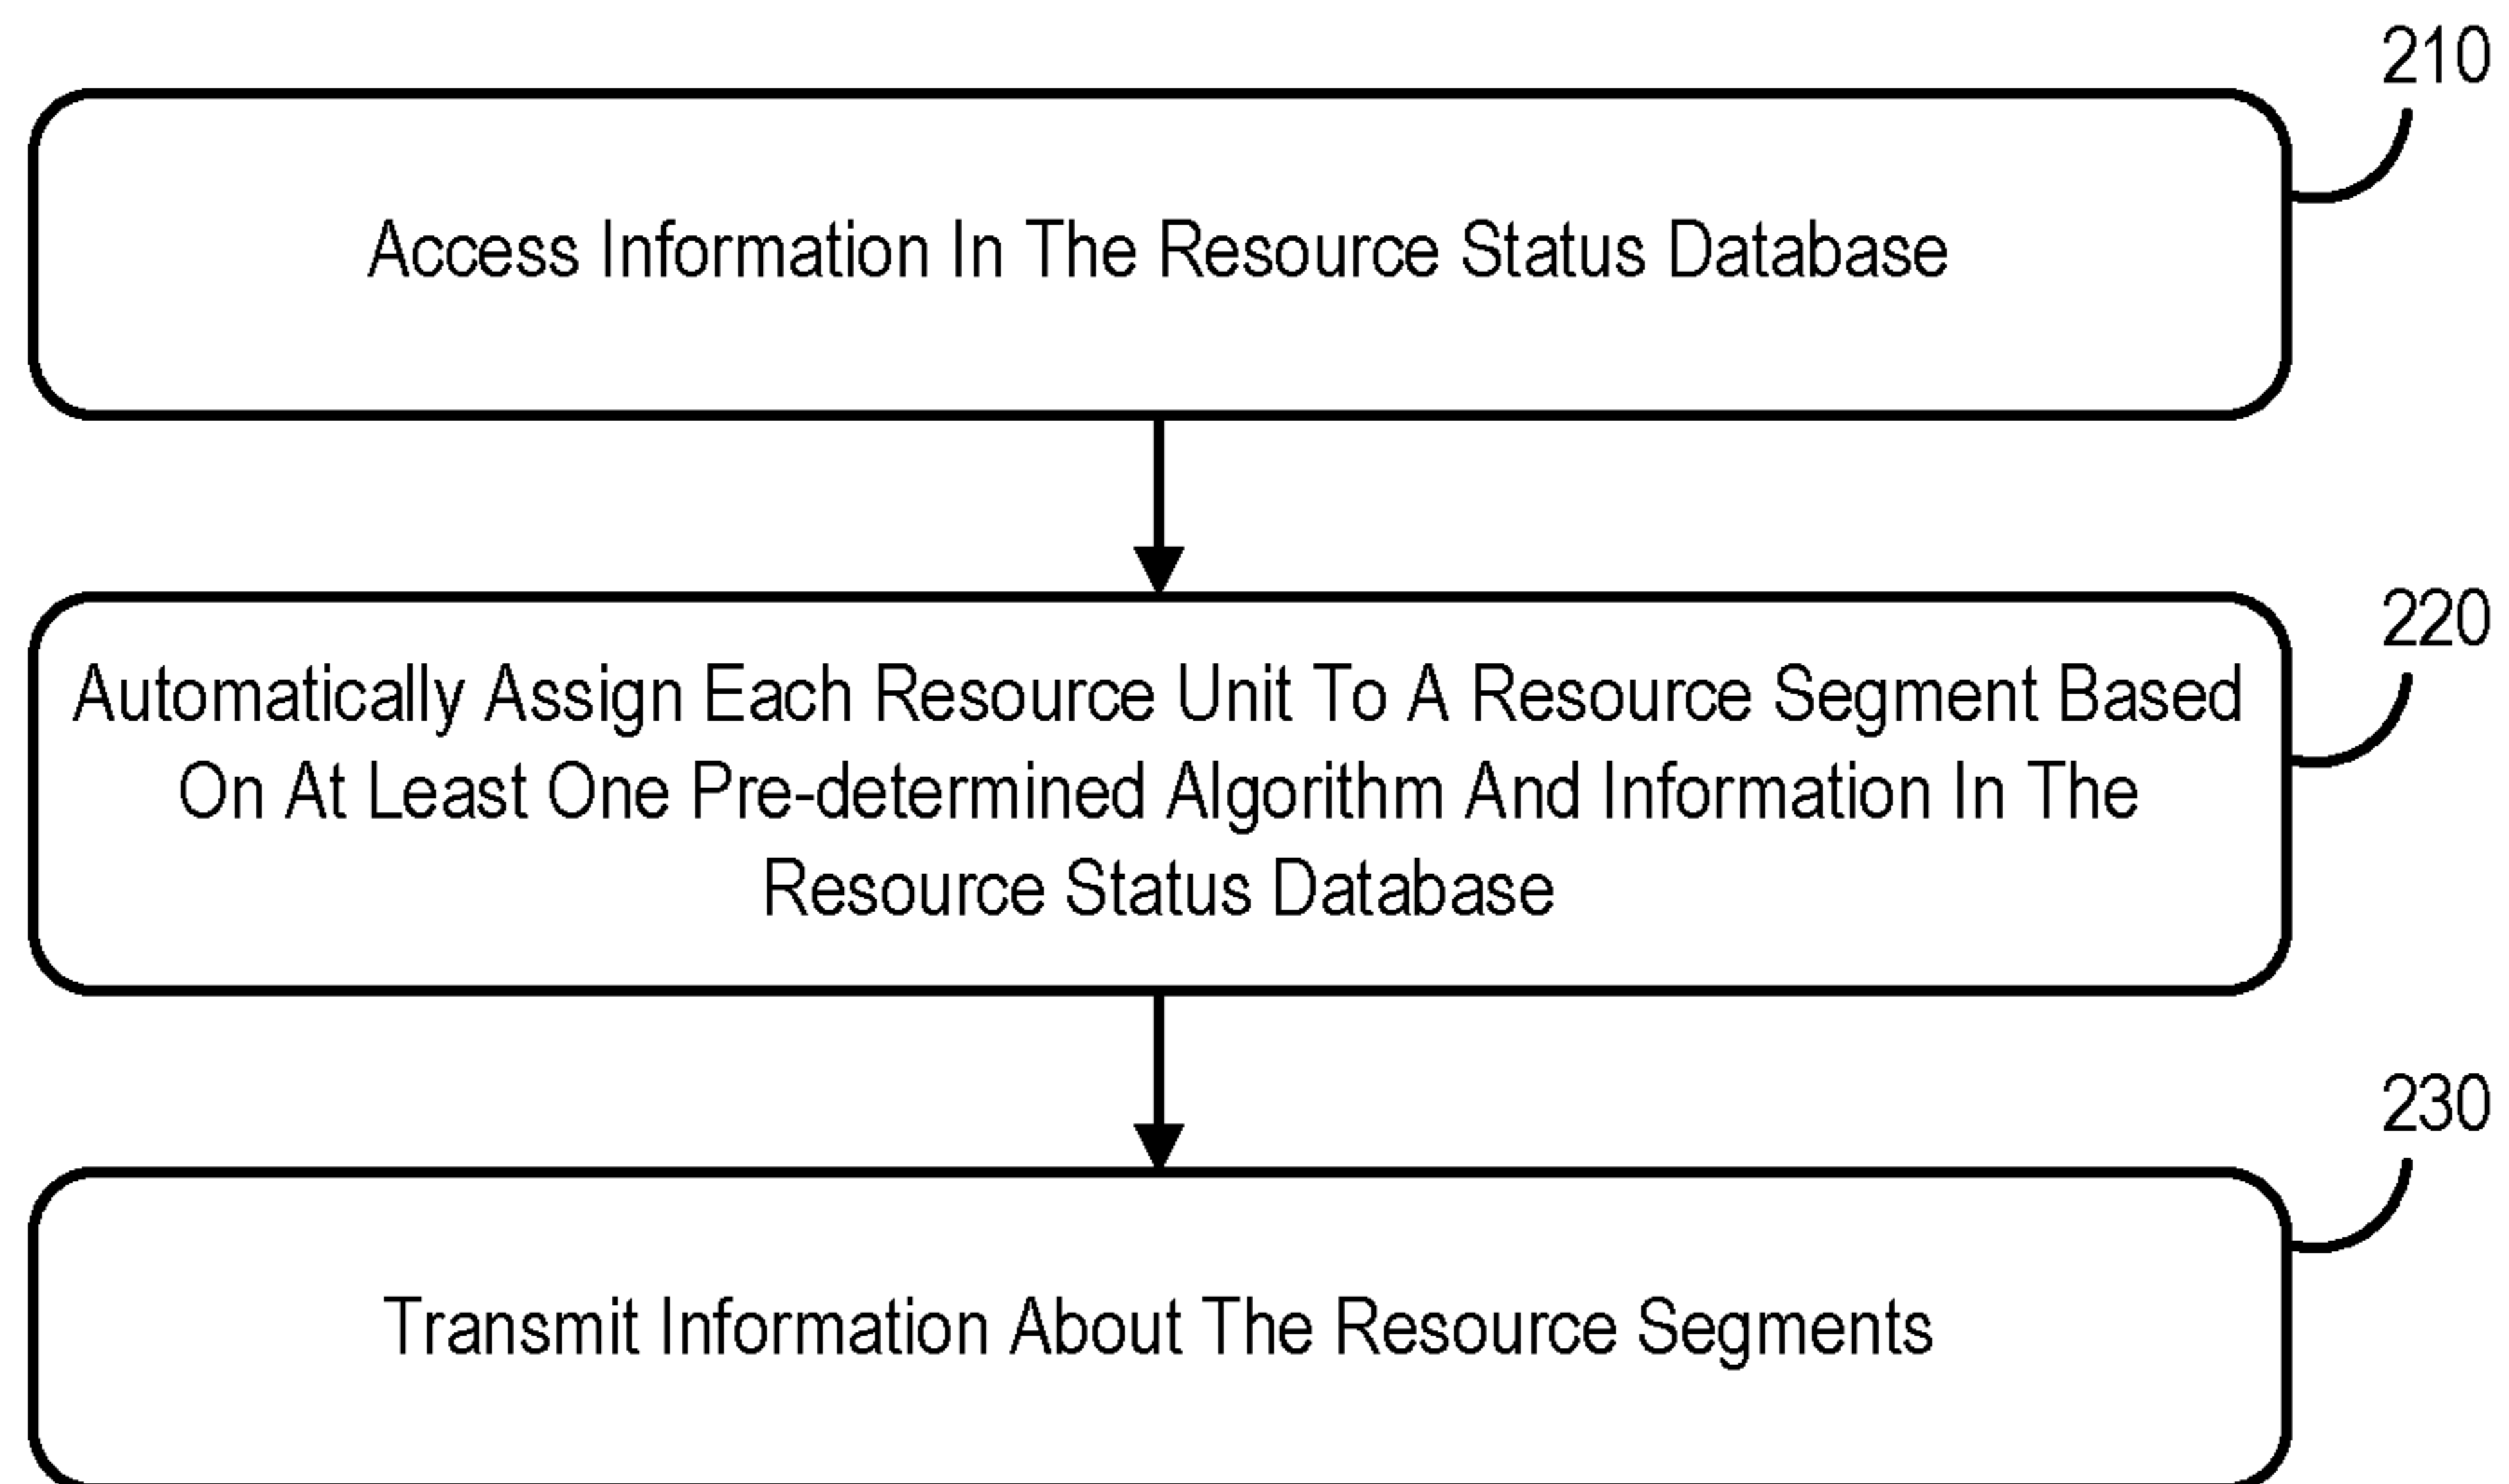 210
Access Information In The Resource Status Database
220
Automatically Assign Each Resource Unit To A Resource Segment Based
On At Least One Pre-determined Algorithm And Information In The
Resource Status Database
230
Transmit Information About The Resource Segments